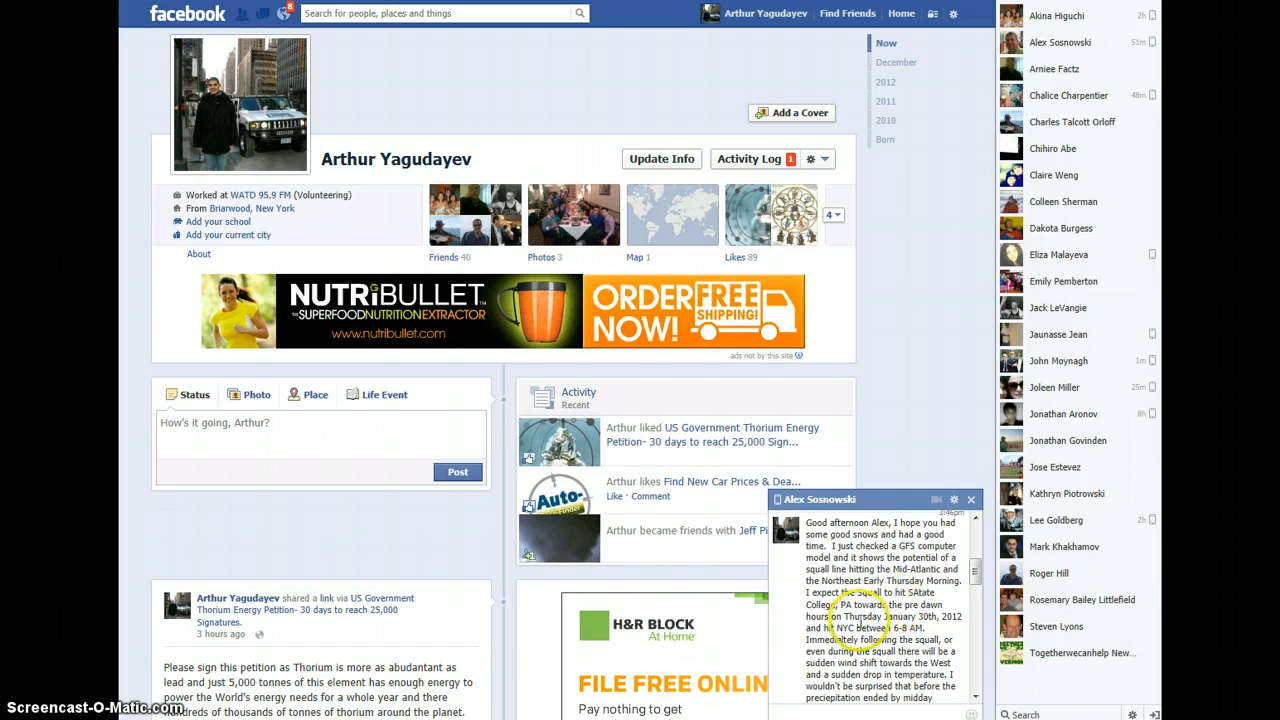 facebook
8
Search for people, places and things
Arthur Yagudayev
Find Friends
Home
Now
December
2012
2011
2010
Born
Add a Cover
Arthur Yagudayev
Update Info
Activity Log 1
Worked at WATD 95.9 FM (Volunteering)
From Briarwood, New York
Add your school
Add your current city
About
Friends 40
Photos 3
Map 1
Likes 89
4
NUTRiBULLET
THE SUPERFOOD NUTRITION EXTRACTOR
www.nutribullet.com
ORDER FREE SHIPPING!
NOW!
ads not by this site
Status
Photo
Place
Life Event
How's it going, Arthur?
Post
Activity
Recent
Arthur liked US Government Thorium Energy
Petition- 30 days to reach 25,000 Sign...
Auto-
Finder
Arthur likes Find New Car Prices & Dea...
Like · Comment
Arthur became friends with Jeff Pi
Arthur Yagudayev shared a link via US Government
Thorium Energy Petition- 30 days to reach 25,000
Signatures.
3 hours ago
Please sign this petition as Thorium is more as abudantant as
lead and just 5,000 tonnes of this element has enough energy to
power the World's energy needs for a whole year and there
hundreds of thousands of tonnes of thorium around the planet.
H&R BLOCK
At Home
FILE FREE ONLIN
Pay nothing to get
Alex Sosnowski
3:46pm
Good afternoon Alex, I hope you had
some good snows and had a good
time. I just checked a GFS computer
model and it shows the potential of a
squall line hitting the Mid-Atlantic and
the Northeast Early Thursday Morning.
I expect the Squall to hit SAtate
College, PA towards the pre dawn
hours on Thursday January 30th, 2012
and hit NYC between 6-8 AM.
Immediltely following the squall, or
even during the squall there will be a
sudden wind shift towards the West
and a sudden drop in temperature. I
wouldn't be surprised that before the
precieptation ended by midday
Akina Higuchi 2h
Alex Sosnowski 51m
Arniee Factz
Chalice Charpentier 48m
Charles Talcott Orloff
Chihiro Abe
Claire Weng
Colleen Sherman
Dakota Burgess
Eliza Malayeva
Emily Pemberton
Jack LeVangie
Jaunasse Jean
John Moynagh 1m
Joleen Miller 25m
Jonathan Aronov 8h
Jonathan Govinden
Jose Estevez
Kathryn Piotrowski
Lee Goldberg 2h
Mark Khakhamov
Roger Hill
Rosemary Bailey Littlefield
Steven Lyons
Togetherwecanhelp New...
Search
Screencast-O-Matic.com